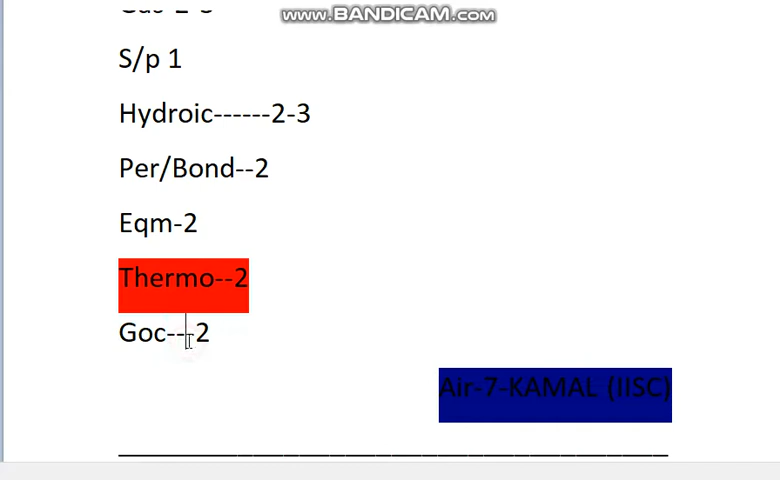 www.BANDICAM.com
S/p 1
Hydroic------2-3
Per/Bond--2
Eqm-2
Thermo--2
Goc---2
Air-7-KAMAL (IISC)